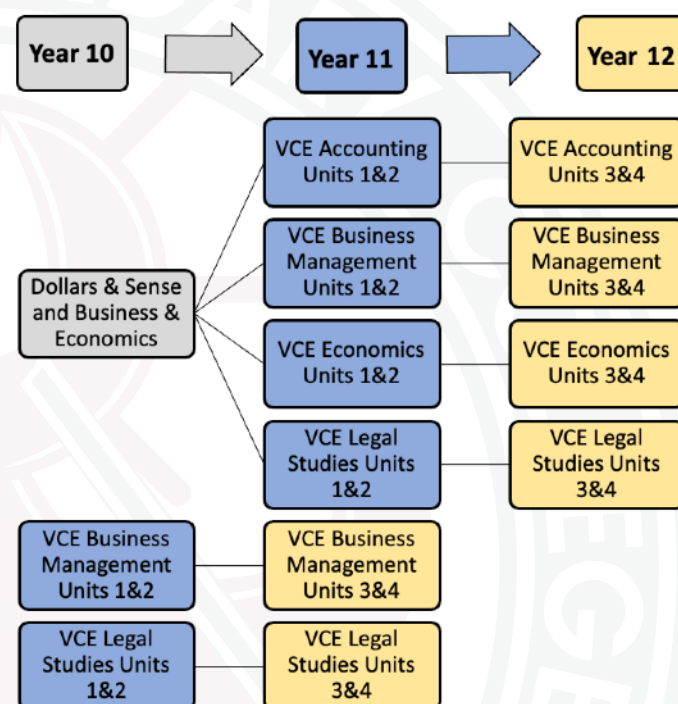 Year 10
Year 11
Year 12
VCE Accounting
Units 1&2
VCE Accounting
Units 3&4
VCE Business
Management
Units 1&2
VCE Business
Management
Units 3&4
Dollars & Sense
and Business &
Economics
VCE Economics
Units 1&2
VCE Economics
Units 3&4
VCE Legal
Studies Units
1&2
VCE Legal
Studies Units
3&4
VCE Business
Management
Units 1&2
VCE Business
Management
Units 3&4
VCE Legal
Studies Units
1&2
VCE Legal
Studies Units
3&4